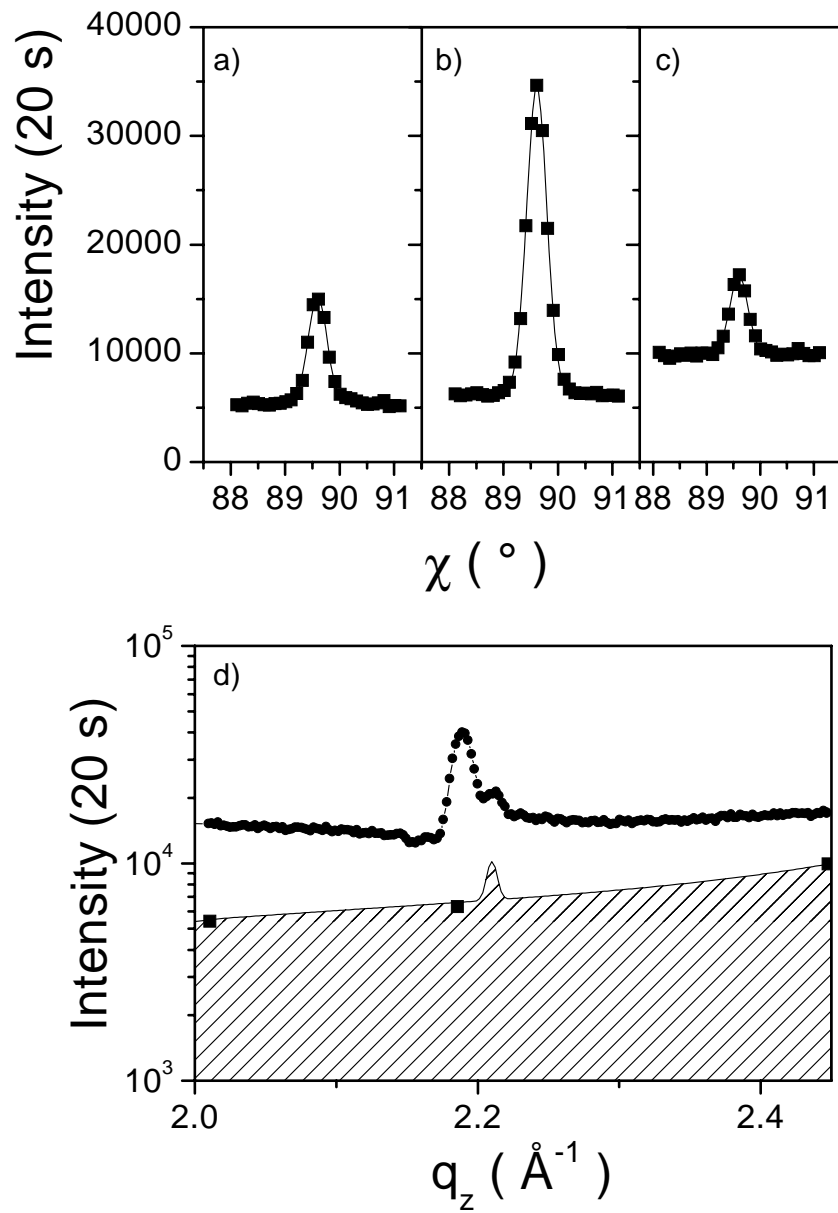 40000
30000
20000
10000
0
Intensity (20 s)
a)
b)
c)
88 89 90 91
88 89 90 91
88 89 90 91
χ ( ° )
d)
10^5
10^4
10^3
Intensity (20 s)
2.0 2.2 2.4
q_z ( Å^-1 )